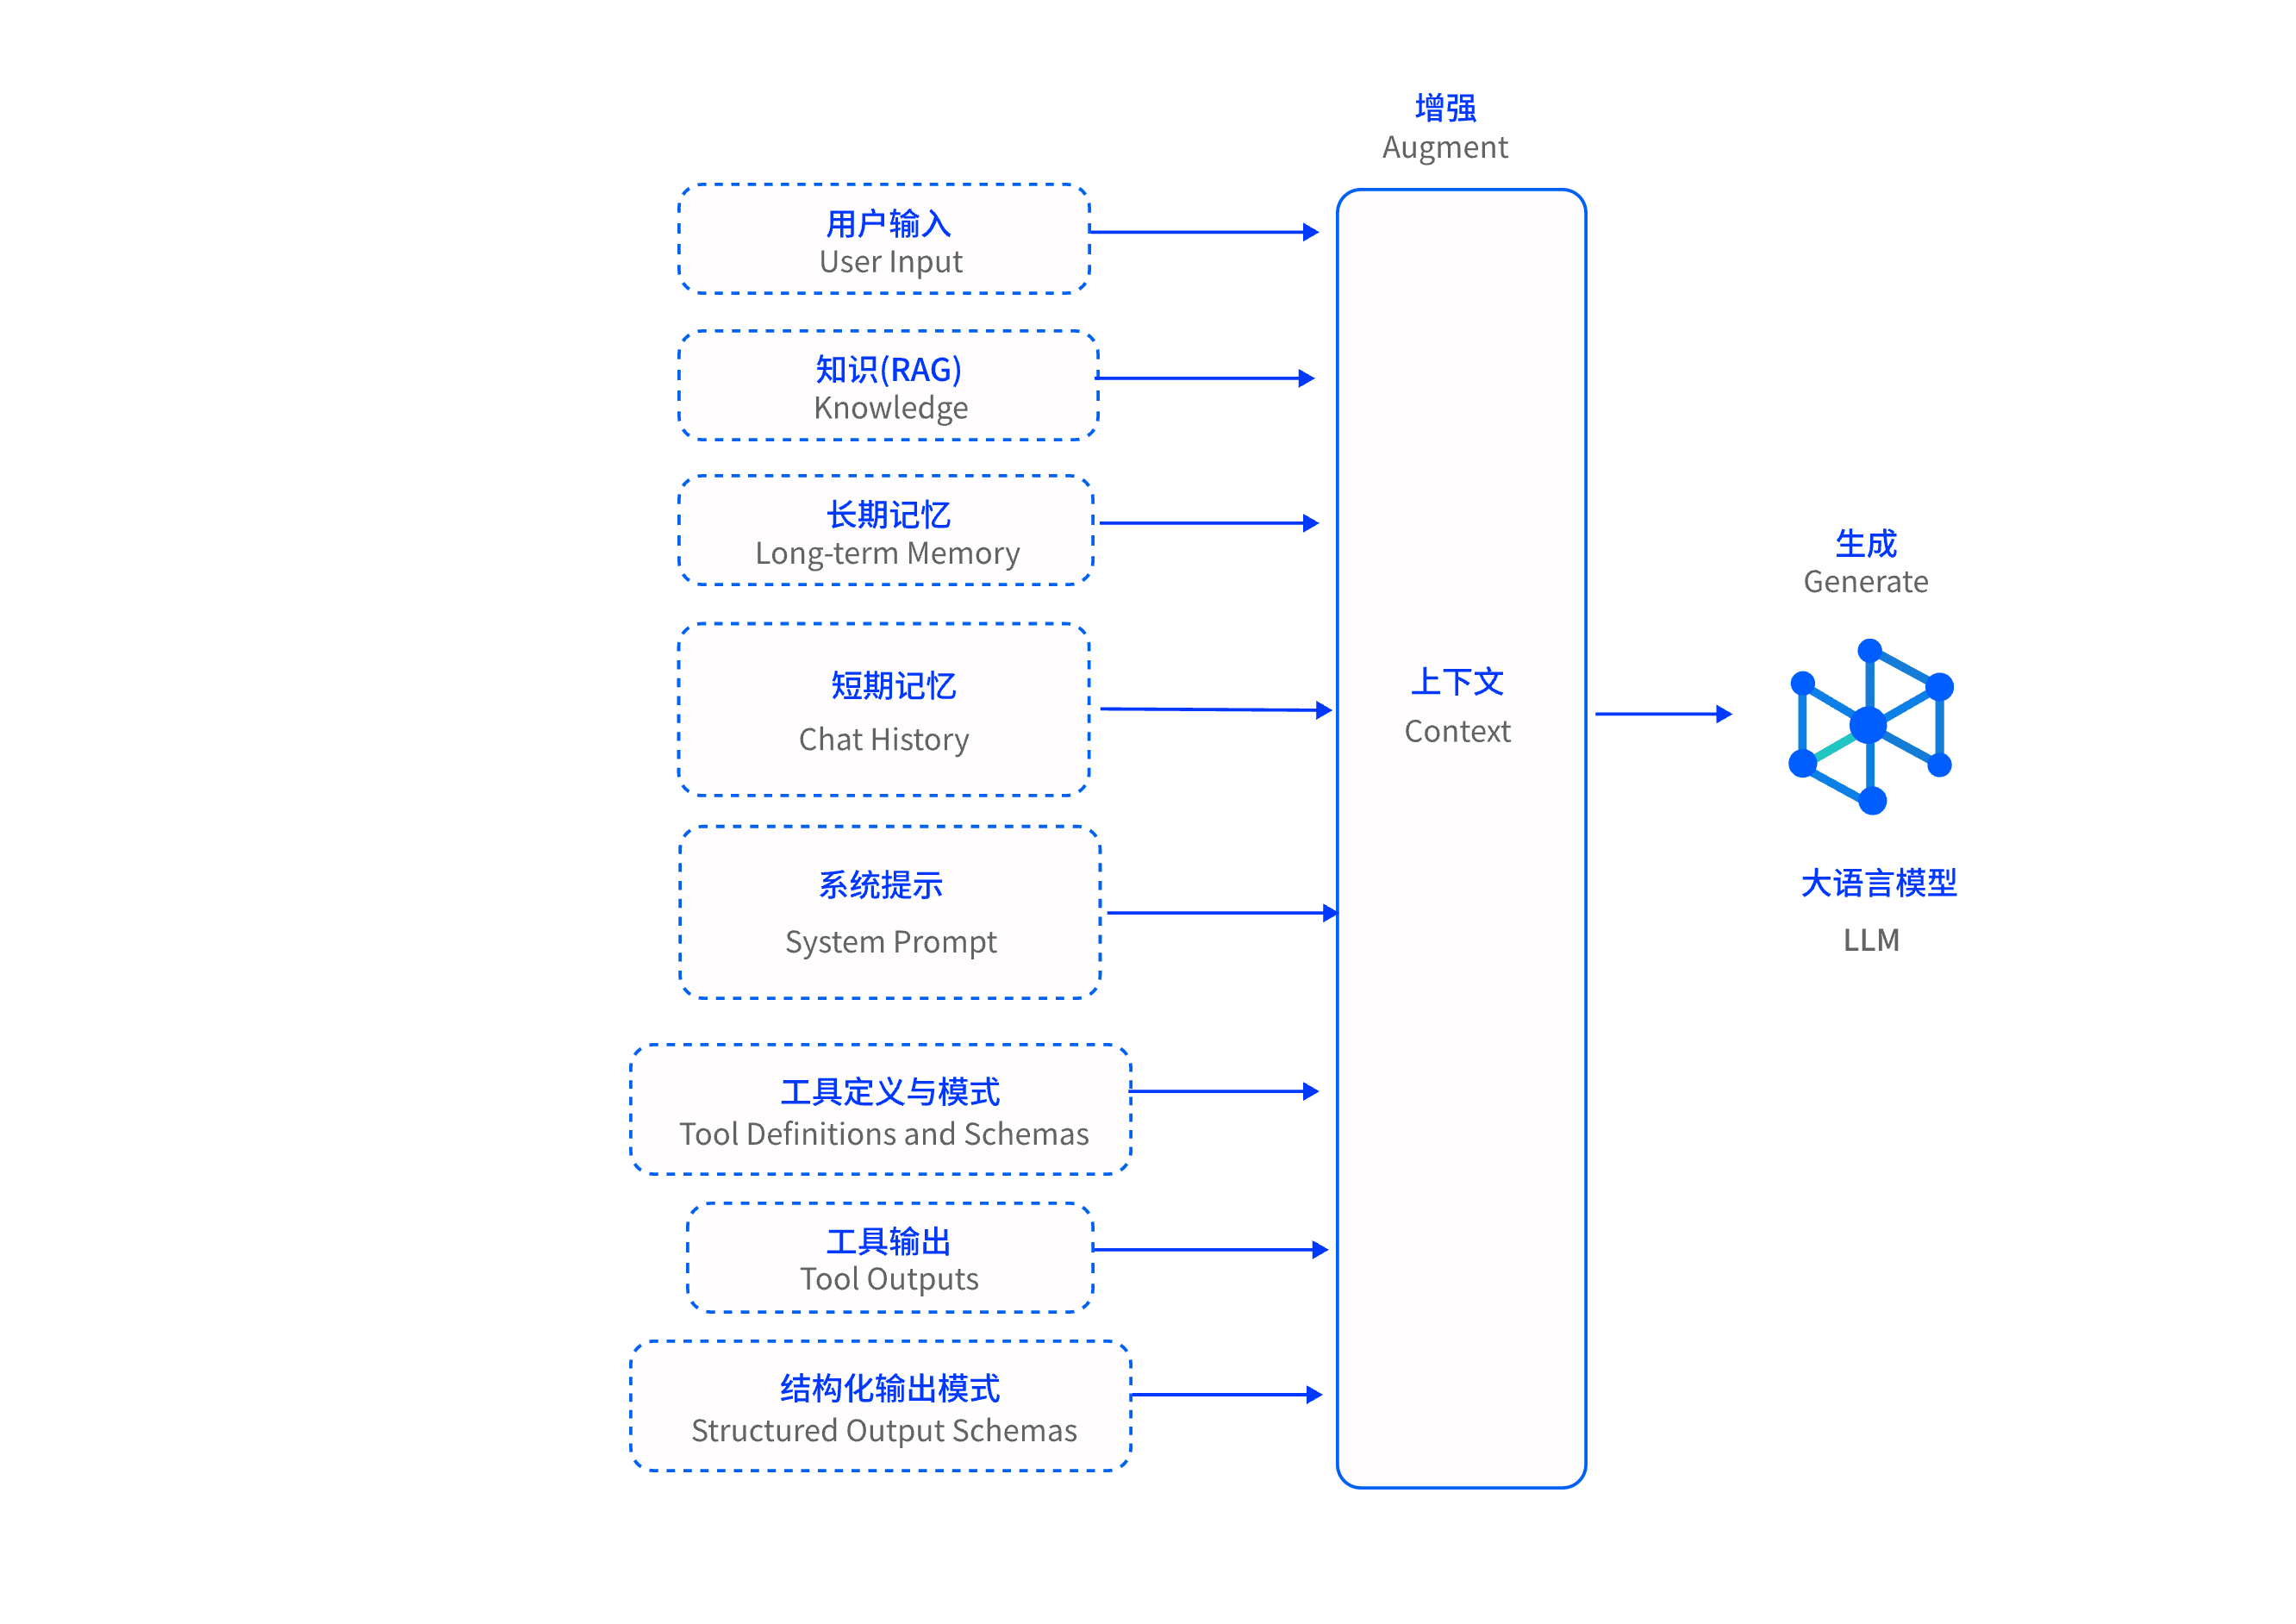 增强
Augment
用户输入
User Input
知识(RAG)
Knowledge
长期记忆
Long-term Memory
短期记忆
Chat History
系统提示
System Prompt
工具定义与模式
Tool Definitions and Schemas
工具输出
Tool Outputs
结构化输出模式
Structured Output Schemas
上下文
Context
生成
Generate
大语言模型
LLM